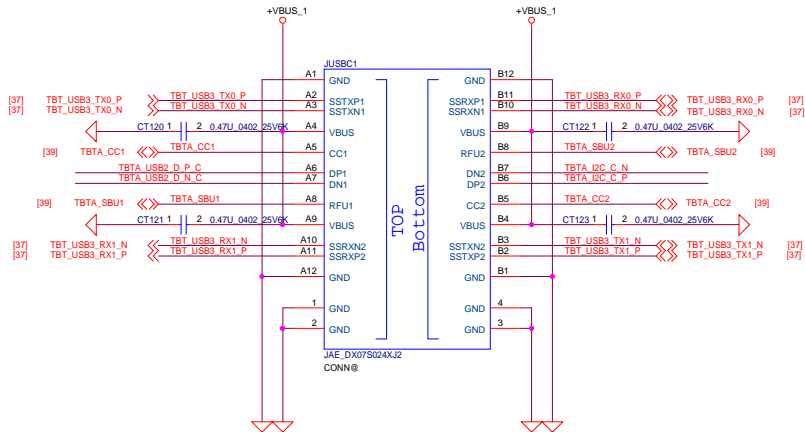 +VBUS_1 +VBUS_1
JUSBC1
A1 GND GND B12
[37] TBT_USB3_TX0_P TBT_USB3_TX0_P A2 SSTXP1 SSRXP1 B11 TBT_USB3_RX0_P TBT_USB3_RX0_P [37]
[37] TBT_USB3_TX0_N TBT_USB3_TX0_N A3 SSTXN1 SSRXN1 B10 TBT_USB3_RX0_N TBT_USB3_RX0_N [37]
CT120 1 2 0.47U_0402_25V6K A4 VBUS VBUS B9 CT122 1 2 0.47U_0402_25V6K
[39] TBTA_CC1 TBTA_CC1 A5 CC1 RFU2 B8 TBTA_SBU2 TBTA_SBU2 [39]
TBTA_USB2_D_P_C A6 DP1 DN2 B7 TBTA_I2C_C_N
TBTA_USB2_D_N_C A7 DN1 DP2 B6 TBTA_I2C_C_P
[39] TBTA_SBU1 TBTA_SBU1 A8 RFU1 CC2 B5 TBTA_CC2 TBTA_CC2 [39]
CT121 1 2 0.47U_0402_25V6K A9 VBUS VBUS B4 CT123 1 2 0.47U_0402_25V6K
[37] TBT_USB3_RX1_N TBT_USB3_RX1_N A10 SSRXN2 SSTXN2 B3 TBT_USB3_TX1_N TBT_USB3_TX1_N [37]
[37] TBT_USB3_RX1_P TBT_USB3_RX1_P A11 SSRXP2 SSTXP2 B2 TBT_USB3_TX1_P TBT_USB3_TX1_P [37]
A12 GND GND B1
1 GND GND 4
2 GND GND 3
TOP
Bottom
JAE_DX07S024XJ2
CONN@